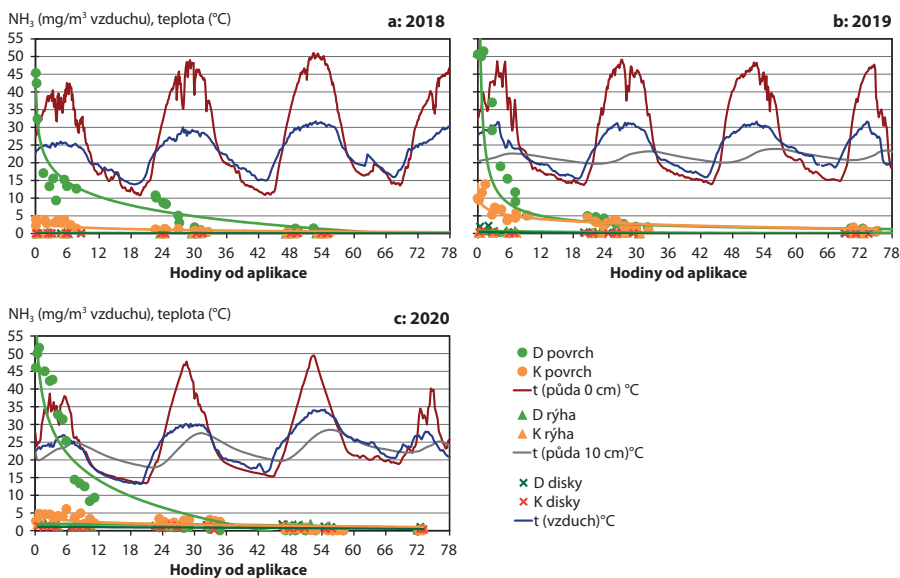 NH₃ (mg/m³ vzduchu), teplota (°C)
a: 2018
55
50
45
40
35
30
25
20
15
10
5
0
0 6 12 18 24 30 36 42 48 54 60 66 72 78
Hodiny od aplikace
b: 2019
55
50
45
40
35
30
25
20
15
10
5
0
0 6 12 18 24 30 36 42 48 54 60 66 72 78
Hodiny od aplikace
NH₃ (mg/m³ vzduchu), teplota (°C)
c: 2020
55
50
45
40
35
30
25
20
15
10
5
0
0 6 12 18 24 30 36 42 48 54 60 66 72 78
Hodiny od aplikace
D povrch
K povrch
t (půda 0 cm) °C
D rýha
K rýha
t (půda 10 cm)°C
D disky
K disky
t (vzduch)°C